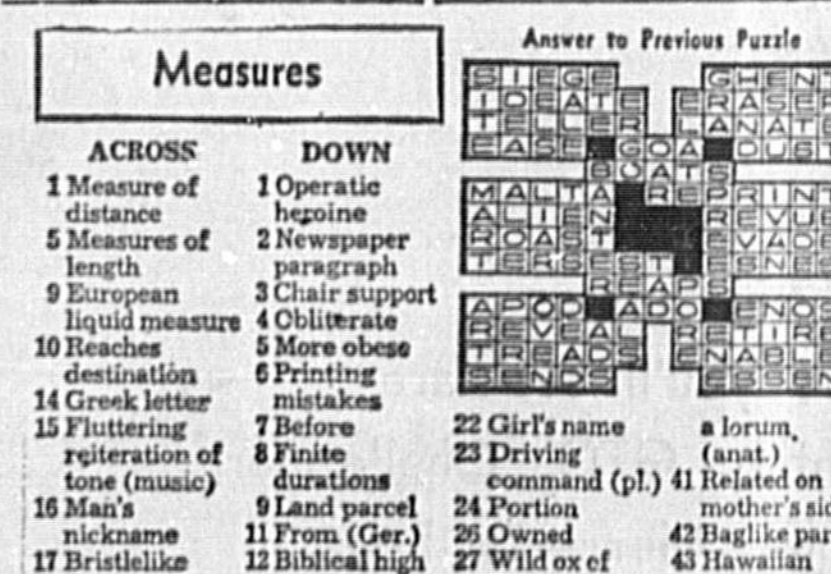 Measures
ACROSS
1 Measure of
distance
5 Measures of
length
9 European
liquid measure
10 Reaches
destination
14 Greek letter
15 Fluttering
reiteration of
tone (music)
16 Man's
nickname
17 Bristlelike
DOWN
1 Operatic
heroine
2 Newspaper
paragraph
3 Chair support
4 Obliterate
5 More obese
6 Printing
mistakes
7 Before
8 Finite
durations
9 Land parcel
11 From (Ger.)
12 Biblical high
Answer to Previous Puzzle
SIEGE GHENT
IDEATE ERASER
TELLER LANATE
EASE GOA DUST
BOATS
MALTA REPRINT
ALIEN REVUE
ROAST EVADE
TERSEST ESNES
REAPS
APOD ADO ENOS
REVEAL RETIRE
TREADS ENABLE
SENDS ESSEN
22 Girl's name
23 Driving
command (pl.)
24 Portion
26 Owned
27 Wild ox of
a lorum
(anat.)
41 Related on
mother's
42 Baglike
43 Hawaiian